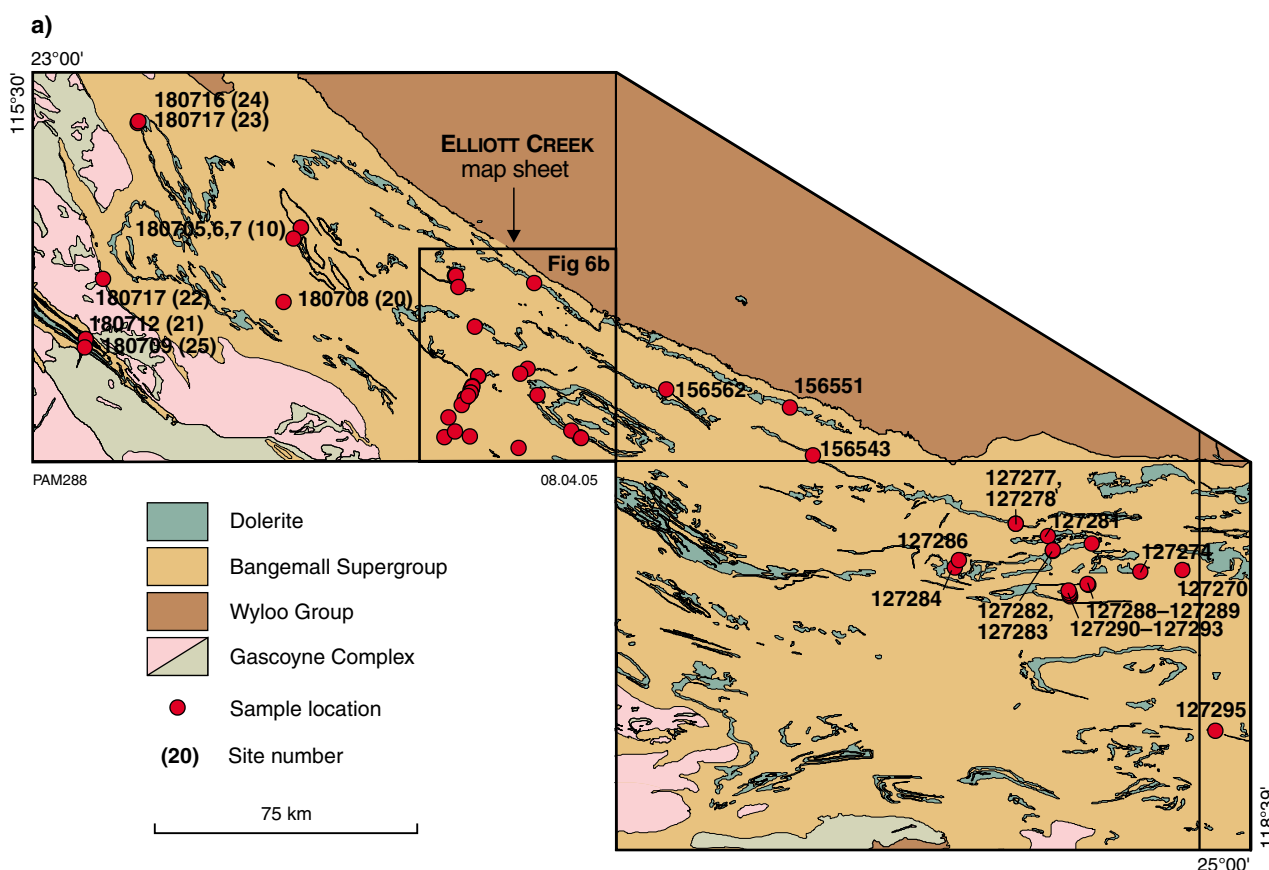 a)
23°00'
115°30'
180716 (24)
180717 (23)
ELLIOTT CREEK
map sheet
180705,6,7 (10)
Fig 6b
180717 (22)
180708 (20)
180712 (21)
180709 (25)
156562
156551
156543
PAM288
08.04.05
127277,
127278
127281
127286
127274
127270
127284
127282,
127283
127288–127289
127290–127293
127295
Dolerite
Bangemall Supergroup
Wyloo Group
Gascoyne Complex
Sample location
(20) Site number
75 km
118°39'
25°00'